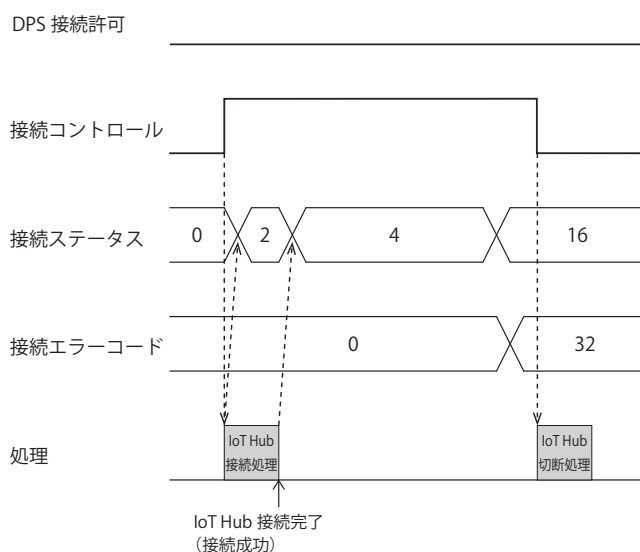 DPS 接続許可
接続コントロール
接続ステータス
0
2
4
16
接続エラーコード
0
32
処理
IoT Hub
接続処理
IoT Hub
切断処理
IoT Hub 接続完了
（接続成功）